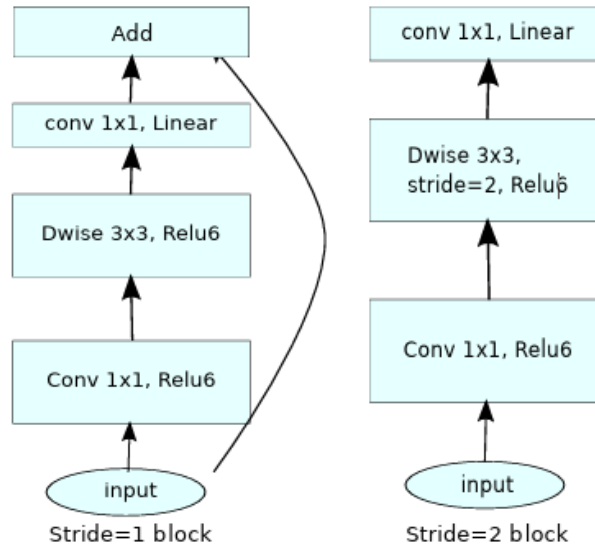 Add
conv 1x1, Linear
Dwise 3x3, Relu6
Conv 1x1, Relu6
input
Stride=1 block
conv 1x1, Linear
Dwise 3x3,
stride=2, Relu6
Conv 1x1, Relu6
input
Stride=2 block